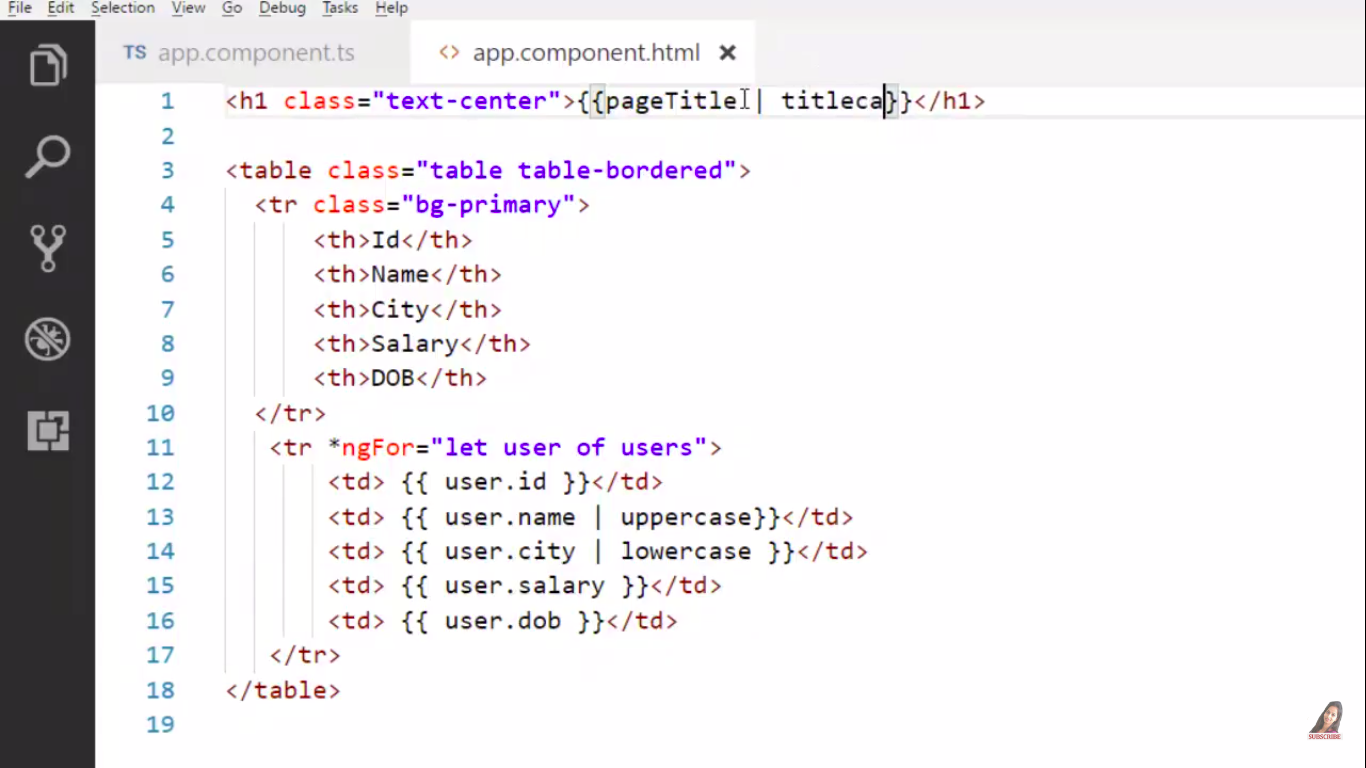 File Edit Selection View Go Debug Tasks Help
TS app.component.ts <> app.component.html
1 <h1 class="text-center">{{pageTitle | titleca}}</h1>
2
3 <table class="table table-bordered">
4 <tr class="bg-primary">
5 <th>Id</th>
6 <th>Name</th>
7 <th>City</th>
8 <th>Salary</th>
9 <th>DOB</th>
10 </tr>
11 <tr *ngFor="let user of users">
12 <td> {{ user.id }}</td>
13 <td> {{ user.name | uppercase}}</td>
14 <td> {{ user.city | lowercase }}</td>
15 <td> {{ user.salary }}</td>
16 <td> {{ user.dob }}</td>
17 </tr>
18 </table>
19
SUBSCRIBE